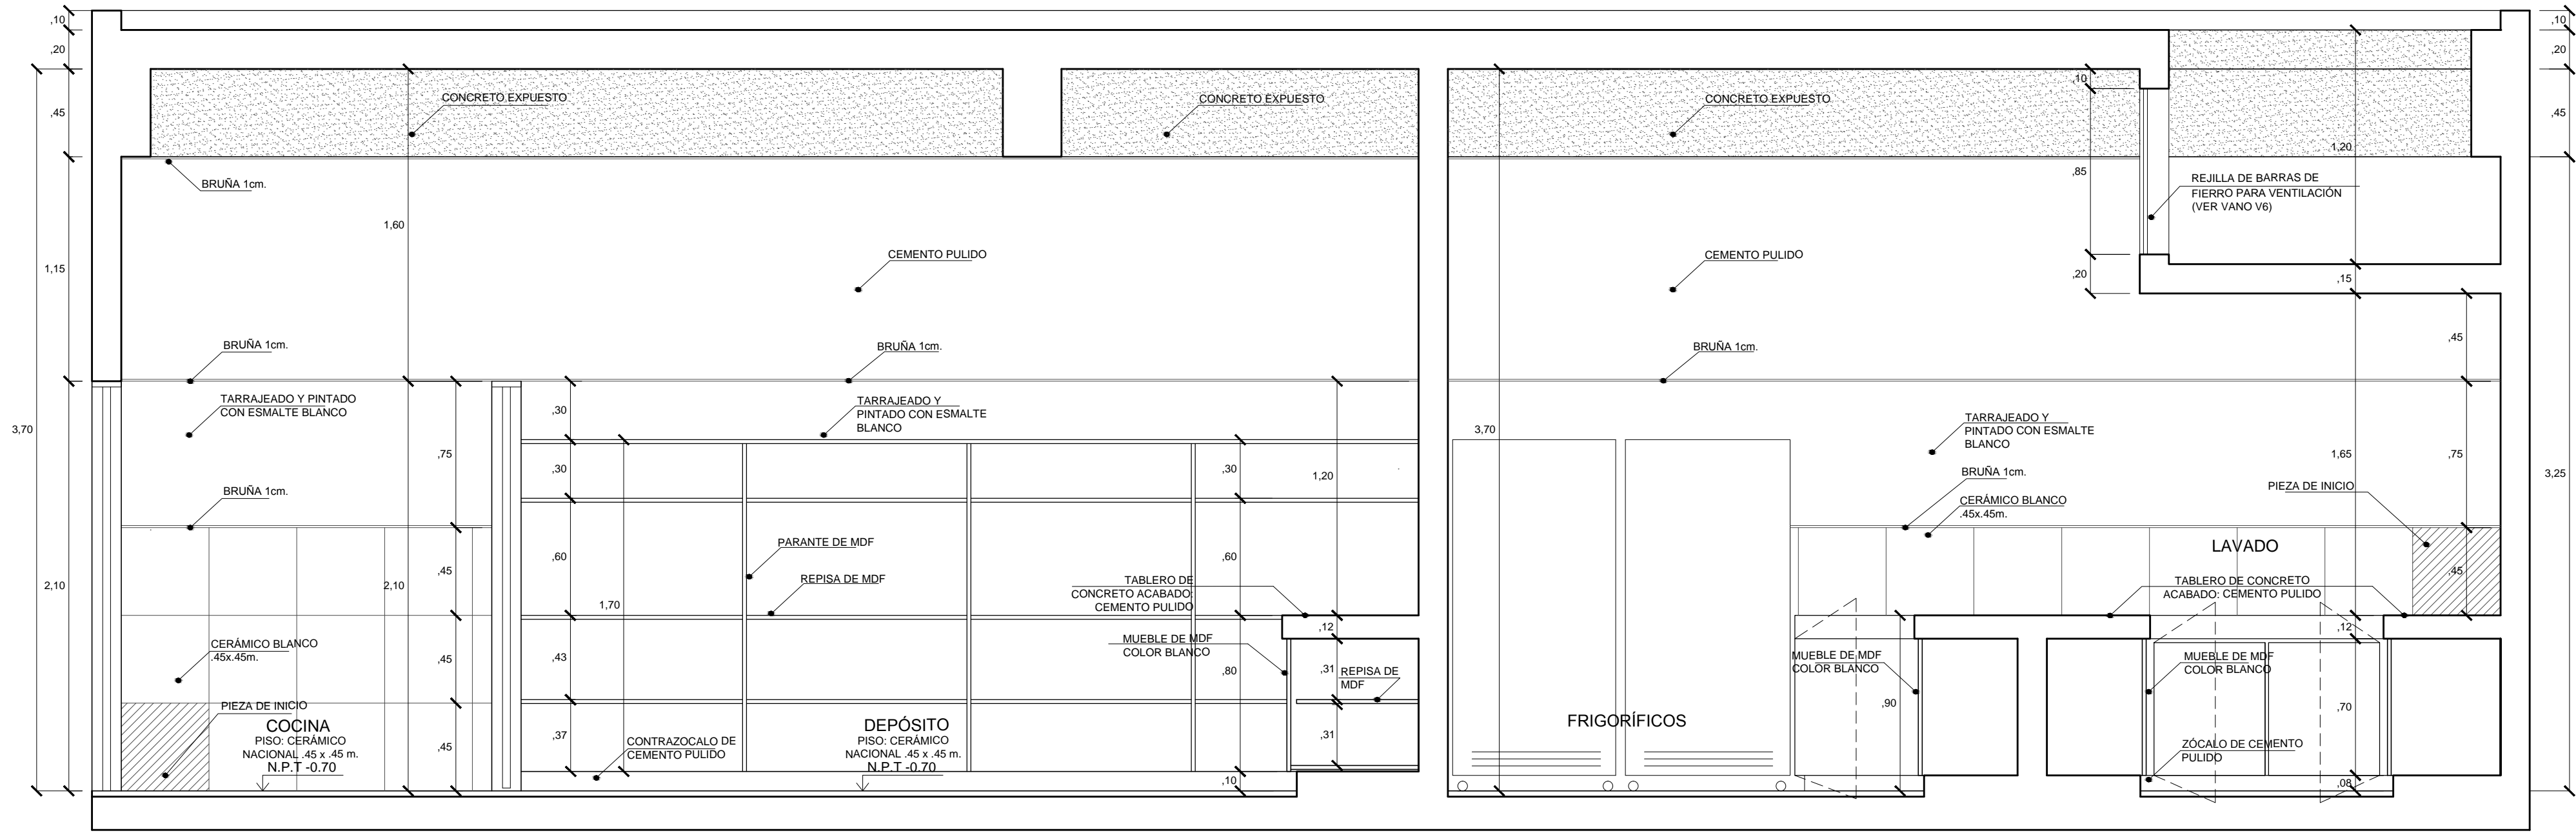 ,10
,20
,45
1,15
2,10
3,70
CONCRETO EXPUESTO
CONCRETO EXPUESTO
CONCRETO EXPUESTO
,10
,20
,45
3,25
BRUÑA 1cm.
1,60
,10
,85
,20
1,20
REJILLA DE BARRAS DE
FIERRO PARA VENTILACIÓN
(VER VANO V6)
CEMENTO PULIDO
CEMENTO PULIDO
,15
,45
BRUÑA 1cm.
BRUÑA 1cm.
BRUÑA 1cm.
TARRAJEADO Y PINTADO
CON ESMALTE BLANCO
,30
TARRAJEADO Y
PINTADO CON ESMALTE
BLANCO
3,70
TARRAJEADO Y
PINTADO CON ESMALTE
BLANCO
,75
,30
,30
1,20
1,65
,75
BRUÑA 1cm.
BRUÑA 1cm.
CERÁMICO BLANCO
.45x.45m.
PIEZA DE INICIO
PARANTE DE MDF
LAVADO
,45
2,10
,60
REPISA DE MDF
,60
1,70
TABLERO DE
CONCRETO ACABADO:
CEMENTO PULIDO
TABLERO DE CONCRETO
ACABADO: CEMENTO PULIDO
,45
,12
,12
CERÁMICO BLANCO
.45x.45m.
,45
,43
MUEBLE DE MDF
COLOR BLANCO
,80
,31
REPISA DE
MDF
MUEBLE DE MDF
COLOR BLANCO
MUEBLE DE MDF
COLOR BLANCO
,90
,70
PIEZA DE INICIO
COCINA
PISO: CERÁMICO
NACIONAL .45 x .45 m.
N.P.T -0.70
,45
,37
CONTRAZOCALO DE
CEMENTO PULIDO
DEPÓSITO
PISO: CERÁMICO
NACIONAL .45 x .45 m.
N.P.T -0.70
,10
,31
FRIGORÍFICOS
ZÓCALO DE CEMENTO
PULIDO
,08